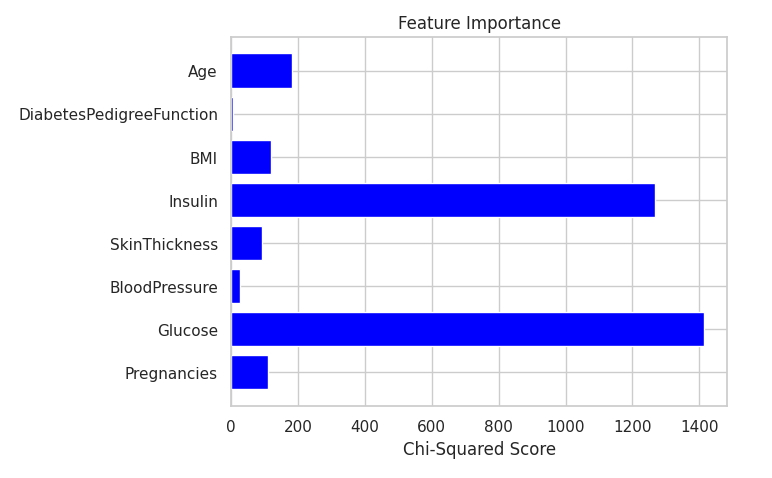 Feature Importance
Age
DiabetesPedigreeFunction
BMI
Insulin
SkinThickness
BloodPressure
Glucose
Pregnancies
0 200 400 600 800 1000 1200 1400
Chi-Squared Score